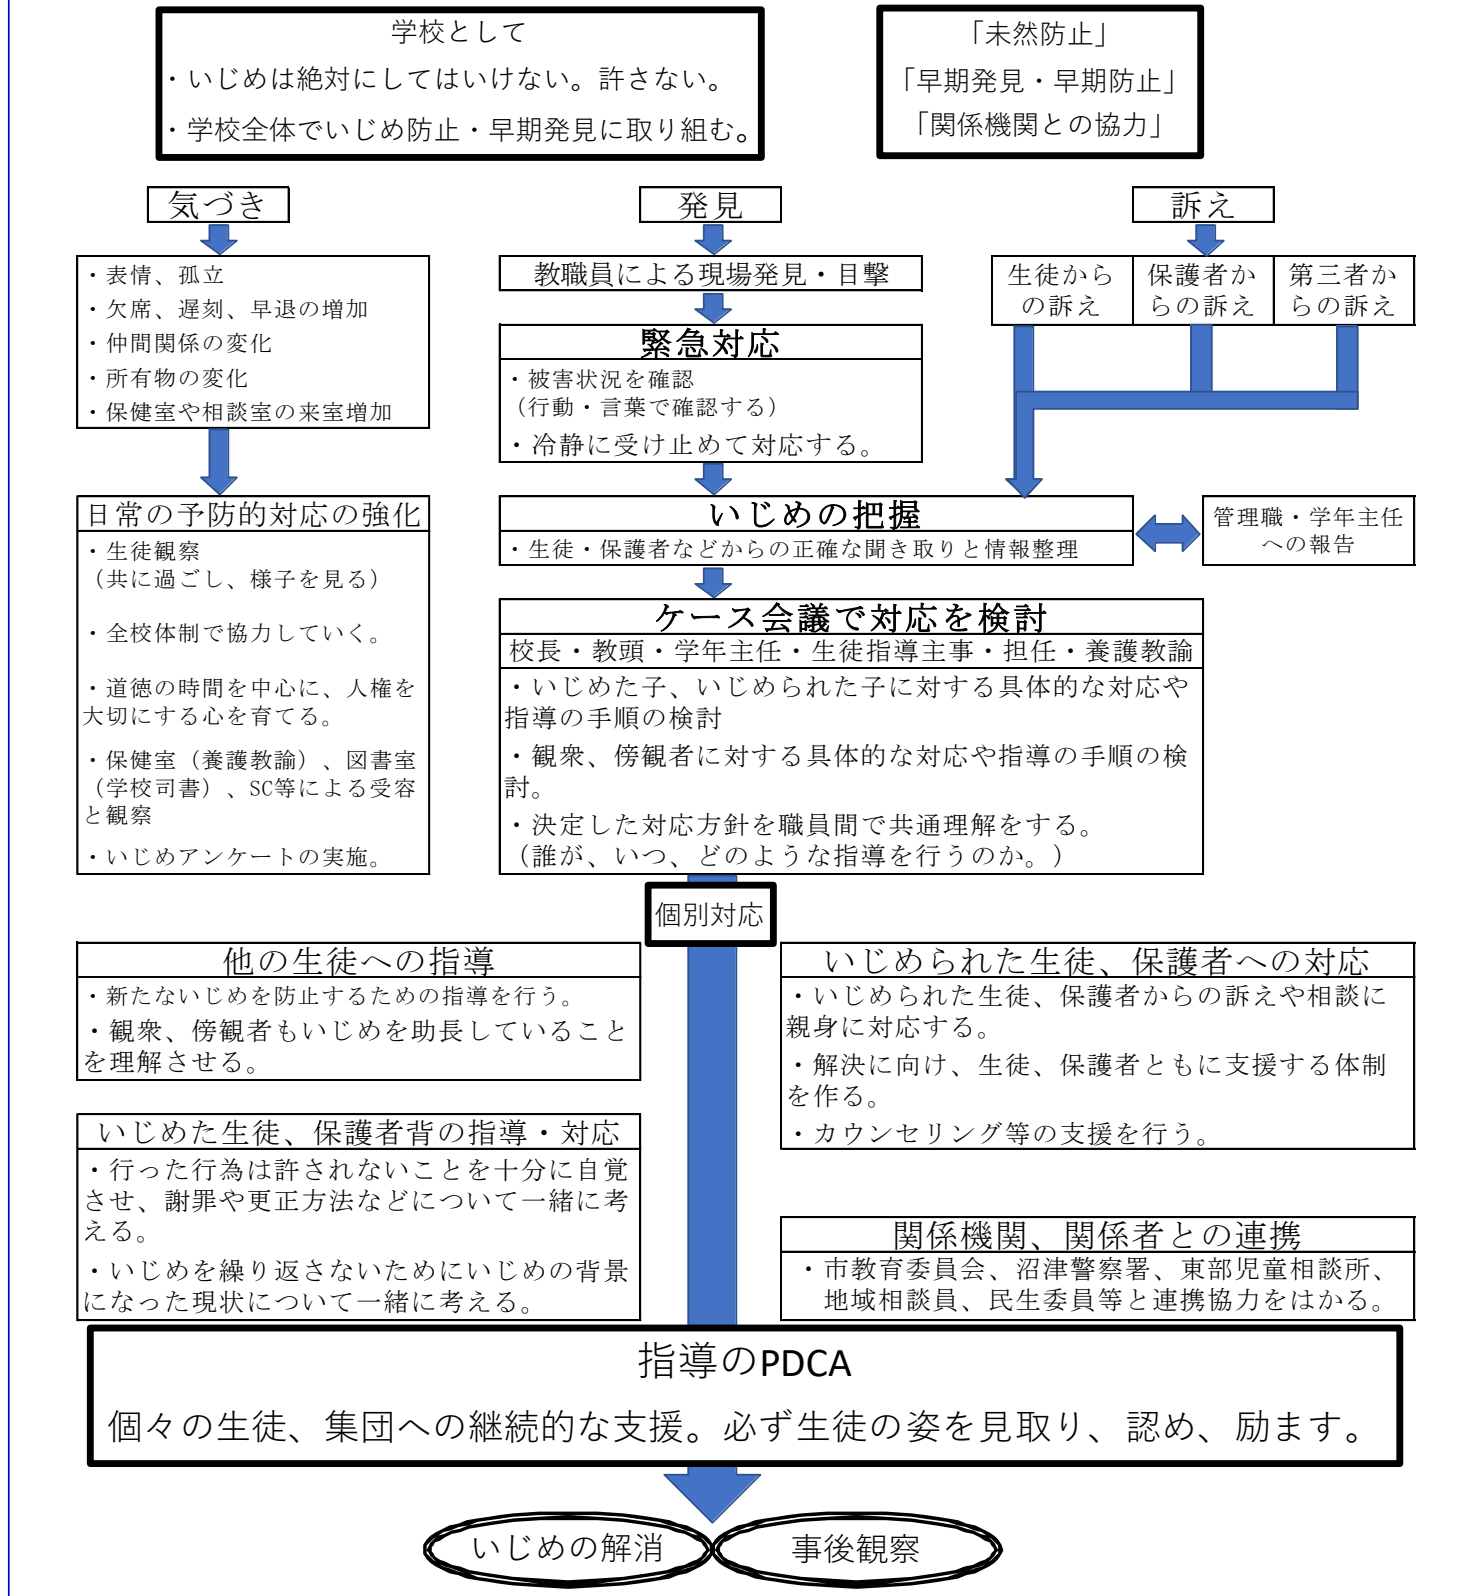 学校として
・いじめは絶対にしてはいけない。許さない。
・学校全体でいじめ防止・早期発見に取り組む。
「未然防止」
「早期発見・早期防止」
「関係機関との協力」
気づき
・表情、孤立
・欠席、遅刻、早退の増加
・仲間関係の変化
・所有物の変化
・保健室や相談室の来室増加
日常の予防的対応の強化
・生徒観察
（共に過ごし、様子を見る）
・全校体制で協力していく。
・道徳の時間を中心に、人権を
大切にする心を育てる。
・保健室（養護教諭）、図書室
（学校司書）、SC等による受容
と観察
・いじめアンケートの実施。
発見
教職員による現場発見・目撃
緊急対応
・被害状況を確認
（行動・言葉で確認する）
・冷静に受け止めて対応する。
訴え
生徒から
の訴え
保護者か
らの訴え
第三者か
らの訴え
いじめの把握
・生徒・保護者などからの正確な聞き取りと情報整理
管理職・学年主任
への報告
ケース会議で対応を検討
校長・教頭・学年主任・生徒指導主事・担任・養護教諭
・いじめた子、いじめられた子に対する具体的な対応や
指導の手順の検討
・観衆、傍観者に対する具体的な対応や指導の手順の検
討。
・決定した対応方針を職員間で共通理解をする。
（誰が、いつ、どのような指導を行うのか。）
個別対応
他の生徒への指導
・新たないじめを防止するための指導を行う。
・観衆、傍観者もいじめを助長していること
を理解させる。
いじめた生徒、保護者背の指導・対応
・行った行為は許されないことを十分に自覚
させ、謝罪や更正方法などについて一緒に考
える。
・いじめを繰り返さないためにいじめの背景
になった現状について一緒に考える。
いじめられた生徒、保護者への対応
・いじめられた生徒、保護者からの訴えや相談に
親身に対応する。
・解決に向け、生徒、保護者ともに支援する体制
を作る。
・カウンセリング等の支援を行う。
関係機関、関係者との連携
・市教育委員会、沼津警察署、東部児童相談所、
地域相談員、民生委員等と連携協力をはかる。
指導のPDCA
個々の生徒、集団への継続的な支援。必ず生徒の姿を見取り、認め、励ます。
いじめの解消
事後観察